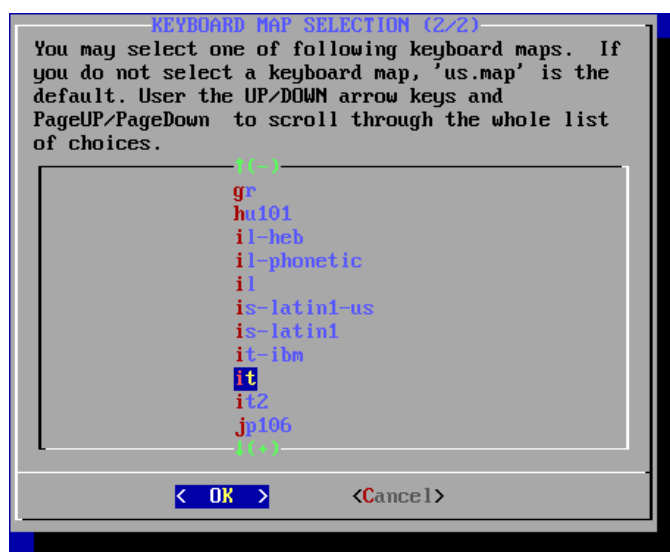 KEYBOARD MAP SELECTION (2/2)
You may select one of following keyboard maps.  If
you do not select a keyboard map, 'us.map' is the
default. User the UP/DOWN arrow keys and
PageUP/PageDown  to scroll through the whole list
of choices.
↑(-)
gr
hu101
il-heb
il-phonetic
il
is-latin1-us
is-latin1
it-ibm
it
it2
jp106
↓(+)
<  OK  >        <Cancel>